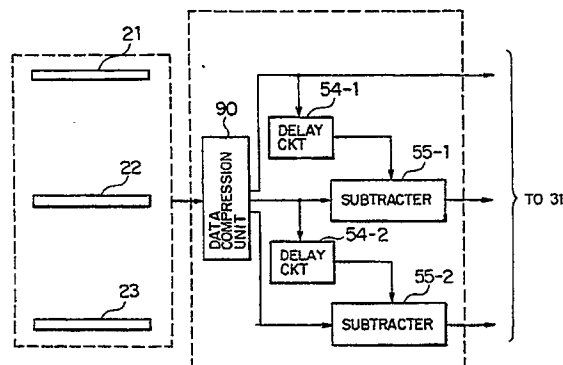 21
22
23
90
DATA
COMPRESSION
UNIT
54-1
DELAY
CKT
55-1
SUBTRACTER
54-2
DELAY
CKT
55-2
SUBTRACTER
TO 31